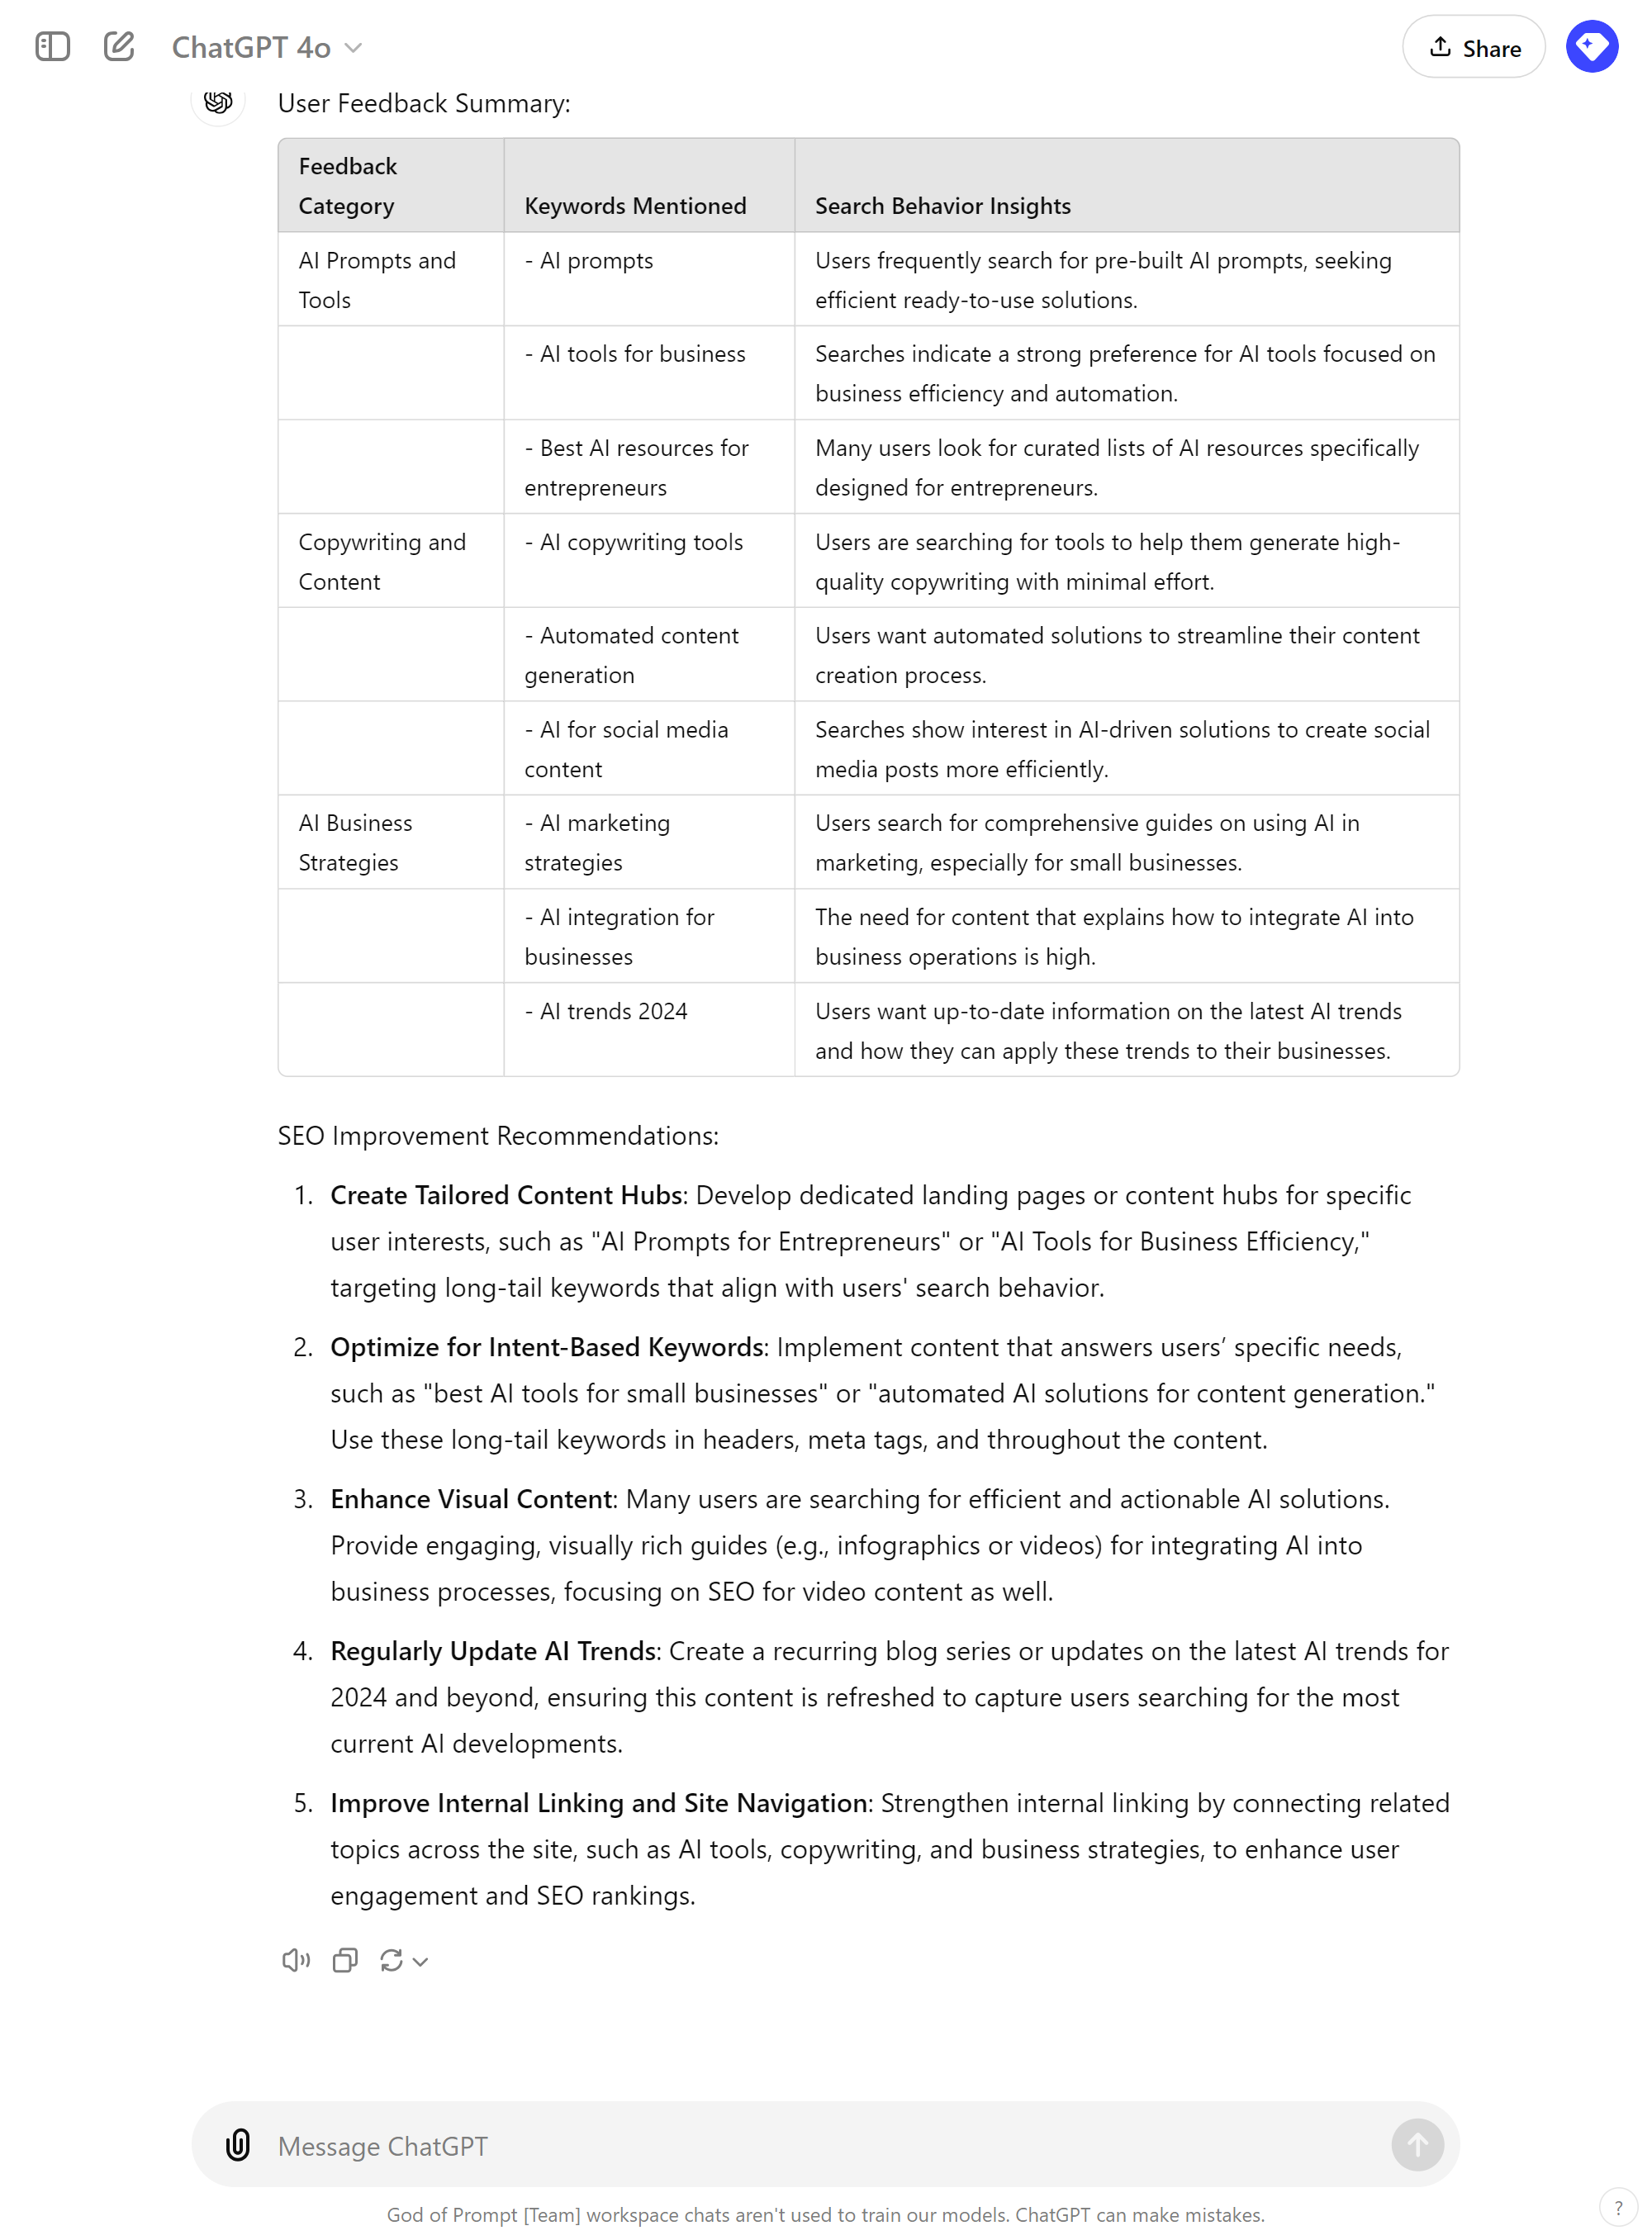 ChatGPT 4o
Share
User Feedback Summary:
Feedback
Category
Keywords Mentioned
Search Behavior Insights
AI Prompts and
Tools
- AI prompts
Users frequently search for pre-built AI prompts, seeking
efficient ready-to-use solutions.
- AI tools for business
Searches indicate a strong preference for AI tools focused on
business efficiency and automation.
- Best AI resources for
entrepreneurs
Many users look for curated lists of AI resources specifically
designed for entrepreneurs.
Copywriting and
Content
- AI copywriting tools
Users are searching for tools to help them generate high-
quality copywriting with minimal effort.
- Automated content
generation
Users want automated solutions to streamline their content
creation process.
- AI for social media
content
Searches show interest in AI-driven solutions to create social
media posts more efficiently.
AI Business
Strategies
- AI marketing
strategies
Users search for comprehensive guides on using AI in
marketing, especially for small businesses.
- AI integration for
businesses
The need for content that explains how to integrate AI into
business operations is high.
- AI trends 2024
Users want up-to-date information on the latest AI trends
and how they can apply these trends to their businesses.
SEO Improvement Recommendations:
1. Create Tailored Content Hubs: Develop dedicated landing pages or content hubs for specific
user interests, such as "AI Prompts for Entrepreneurs" or "AI Tools for Business Efficiency,"
targeting long-tail keywords that align with users' search behavior.
2. Optimize for Intent-Based Keywords: Implement content that answers users’ specific needs,
such as "best AI tools for small businesses" or "automated AI solutions for content generation."
Use these long-tail keywords in headers, meta tags, and throughout the content.
3. Enhance Visual Content: Many users are searching for efficient and actionable AI solutions.
Provide engaging, visually rich guides (e.g., infographics or videos) for integrating AI into
business processes, focusing on SEO for video content as well.
4. Regularly Update AI Trends: Create a recurring blog series or updates on the latest AI trends for
2024 and beyond, ensuring this content is refreshed to capture users searching for the most
current AI developments.
5. Improve Internal Linking and Site Navigation: Strengthen internal linking by connecting related
topics across the site, such as AI tools, copywriting, and business strategies, to enhance user
engagement and SEO rankings.
Message ChatGPT
God of Prompt [Team] workspace chats aren't used to train our models. ChatGPT can make mistakes.
?